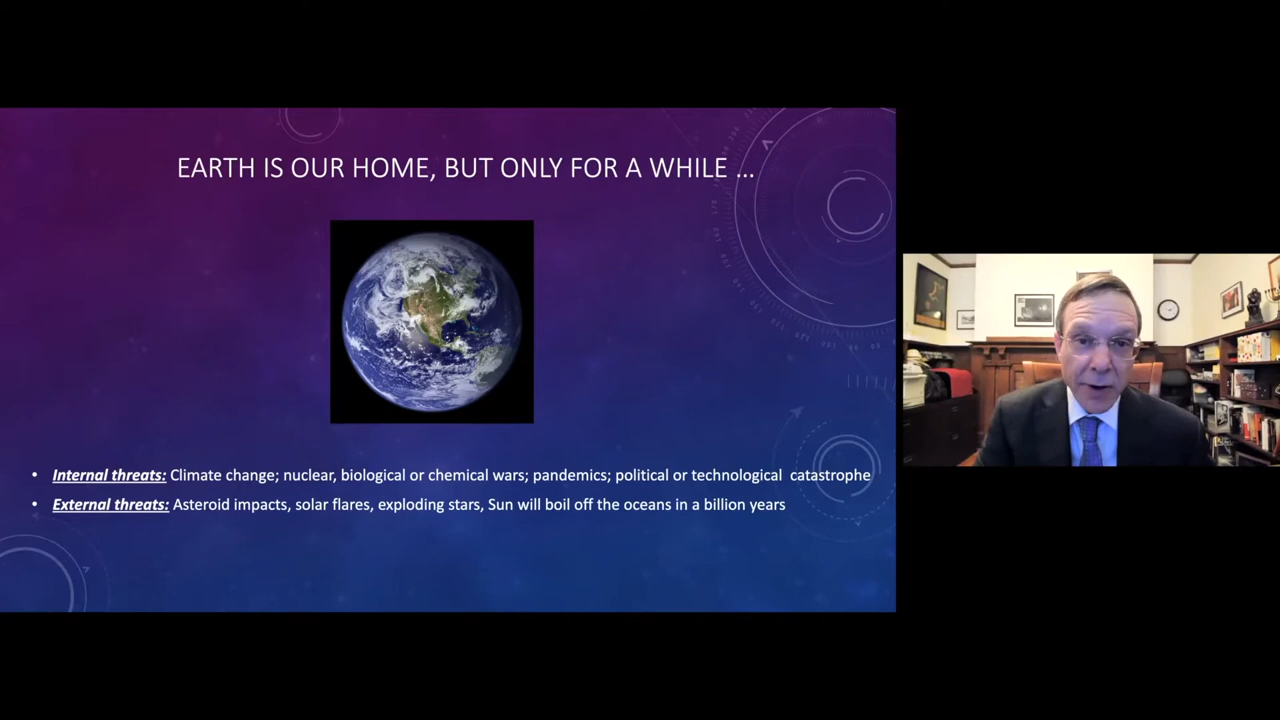 EARTH IS OUR HOME, BUT ONLY FOR A WHILE ...
• Internal threats: Climate change; nuclear, biological or chemical wars; pandemics; political or technological catastrophe
• External threats: Asteroid impacts, solar flares, exploding stars, Sun will boil off the oceans in a billion years